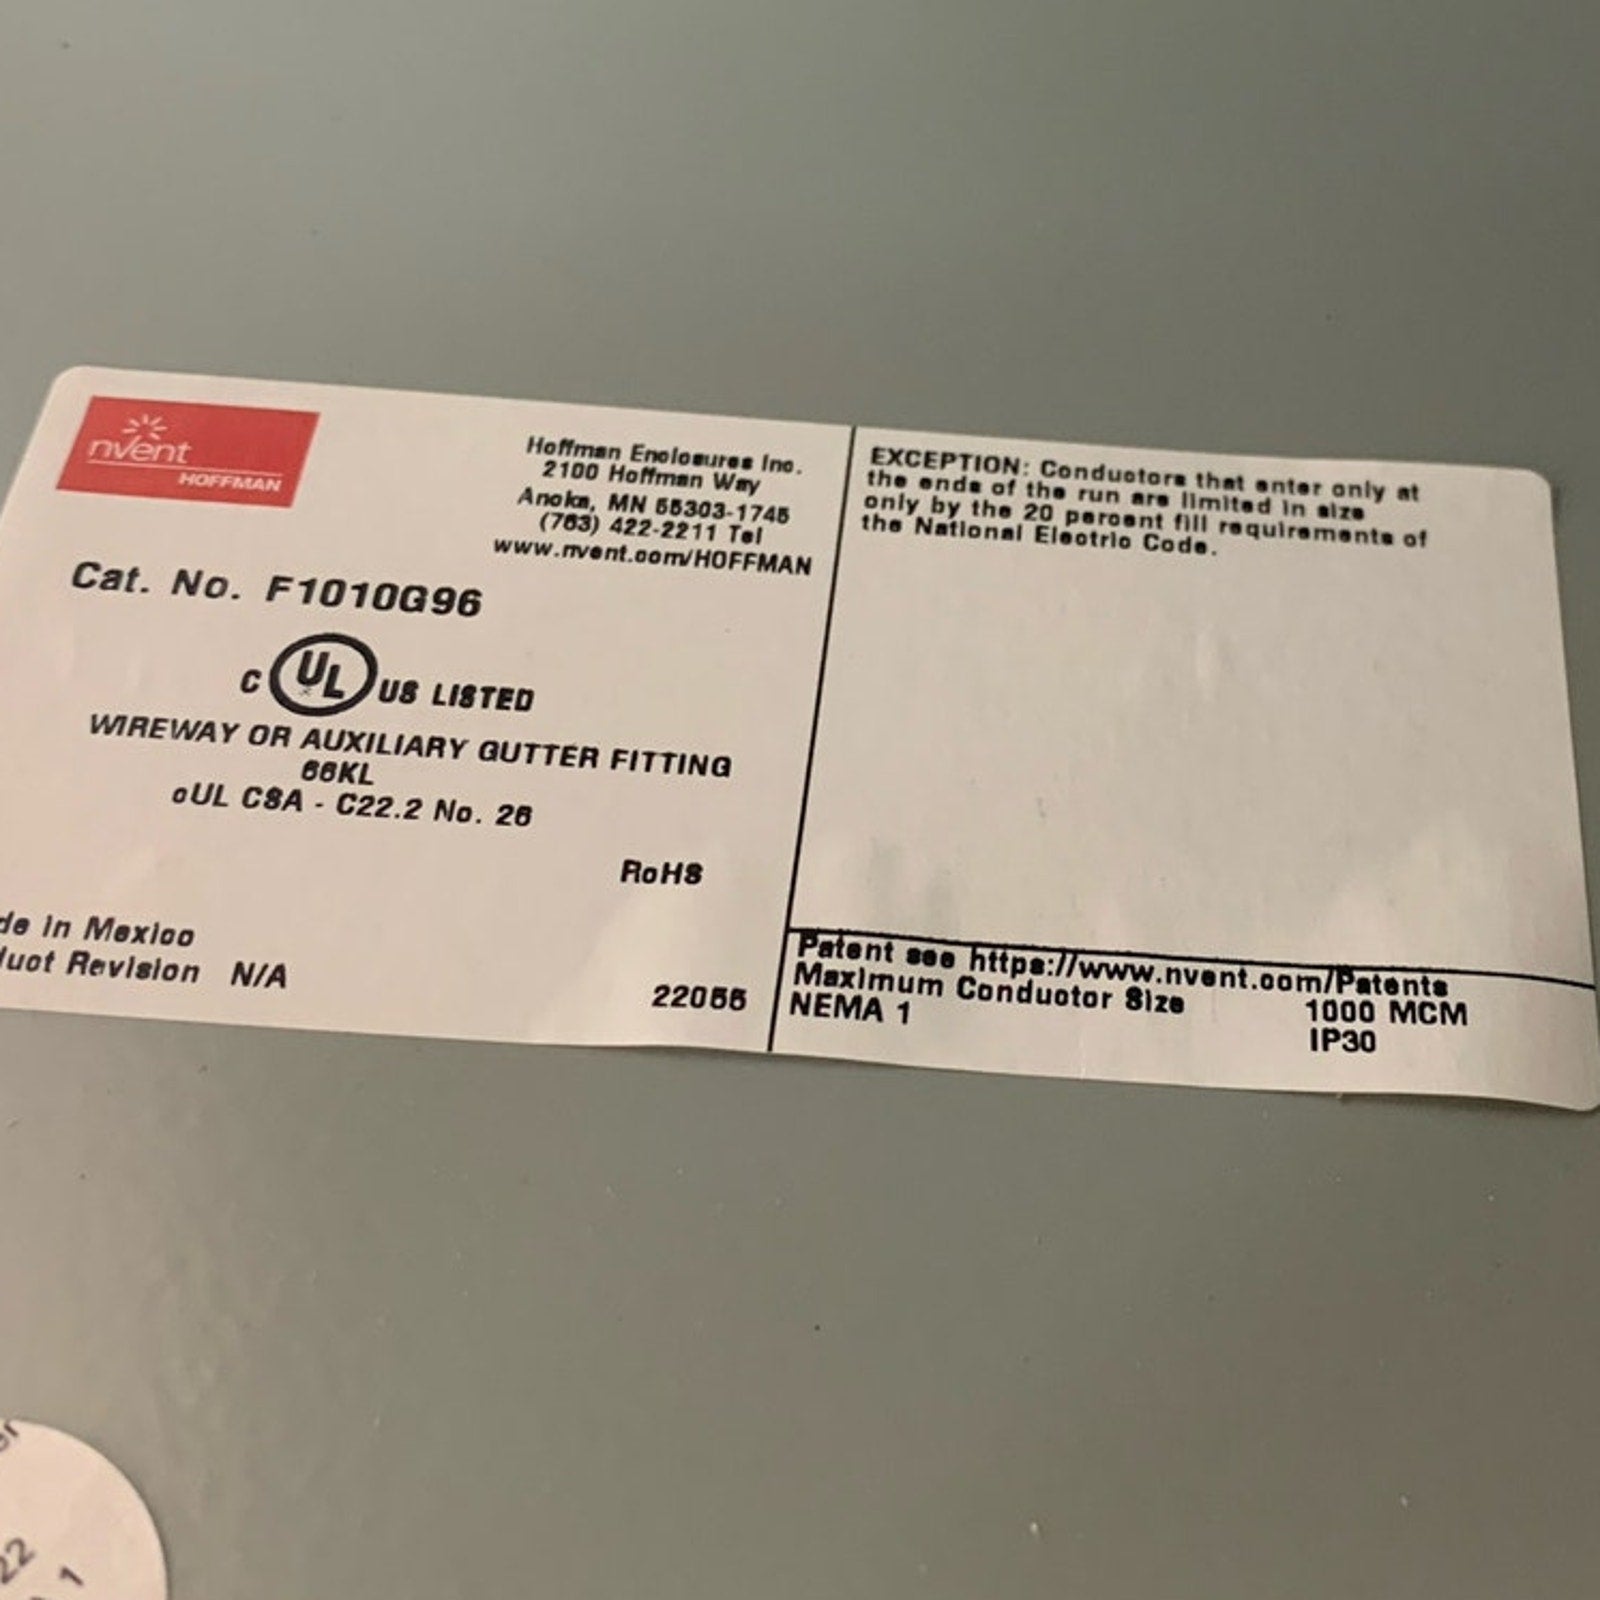 nVent
HOFFMAN
Hoffman Enclosures Inc.
2100 Hoffman Way
Anoka, MN 55303-1745
(763) 422-2211 Tel
www.nvent.com/HOFFMAN
Cat. No. F1010G96
C UL US LISTED
WIREWAY OR AUXILIARY GUTTER FITTING
66KL
cUL CSA - C22.2 No. 26
RoHS
de in Mexico
duct Revision N/A
22055
EXCEPTION: Conductors that enter only at
the ends of the run are limited in size
only by the 20 percent fill requirements of
the National Electric Code.
Patent see https://www.nvent.com/Patents
Maximum Conductor Size 1000 MCM
NEMA 1 IP30
22
1